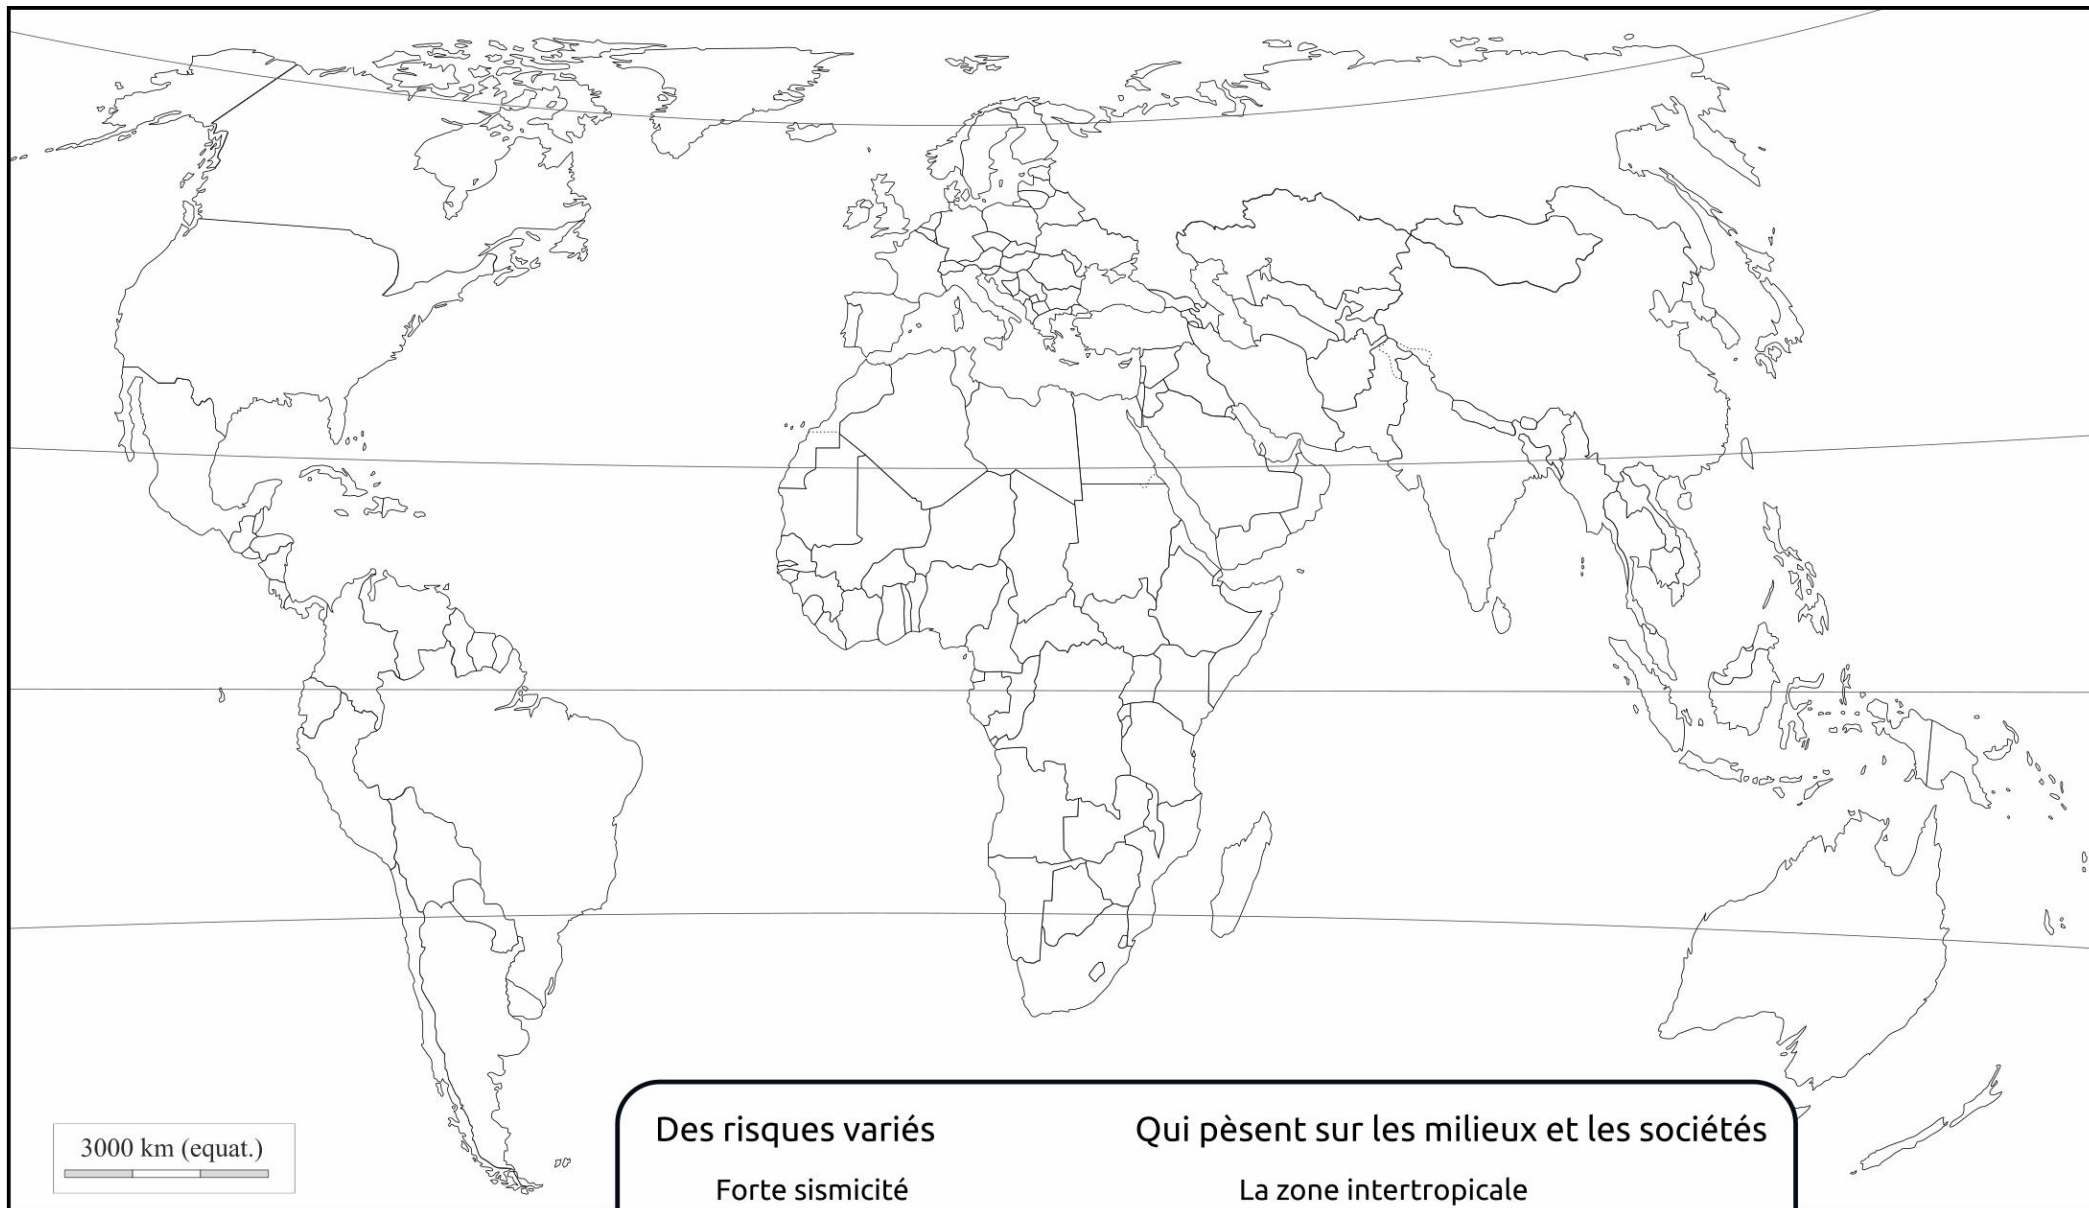 3000 km (equat.)
Des risques variés
Forte sismicité
Qui pèsent sur les milieux et les sociétés
La zone intertropicale